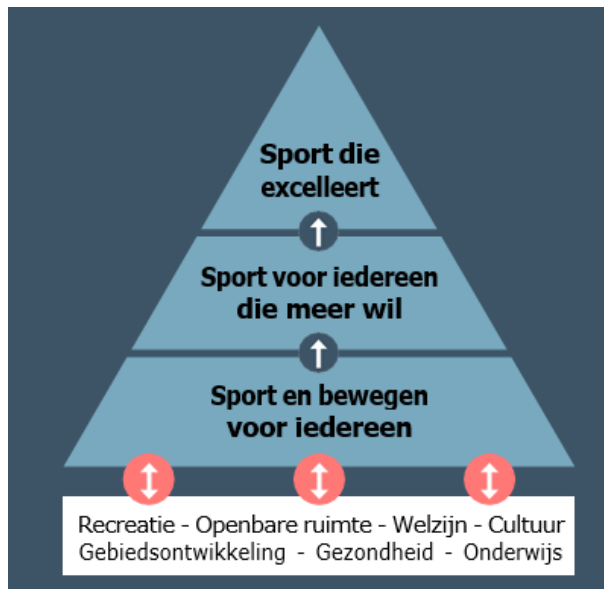 Sport die
excelleert
Sport voor iedereen
die meer wil
Sport en bewegen
voor iedereen
Recreatie - Openbare ruimte - Welzijn - Cultuur
Gebiedsontwikkeling - Gezondheid - Onderwijs